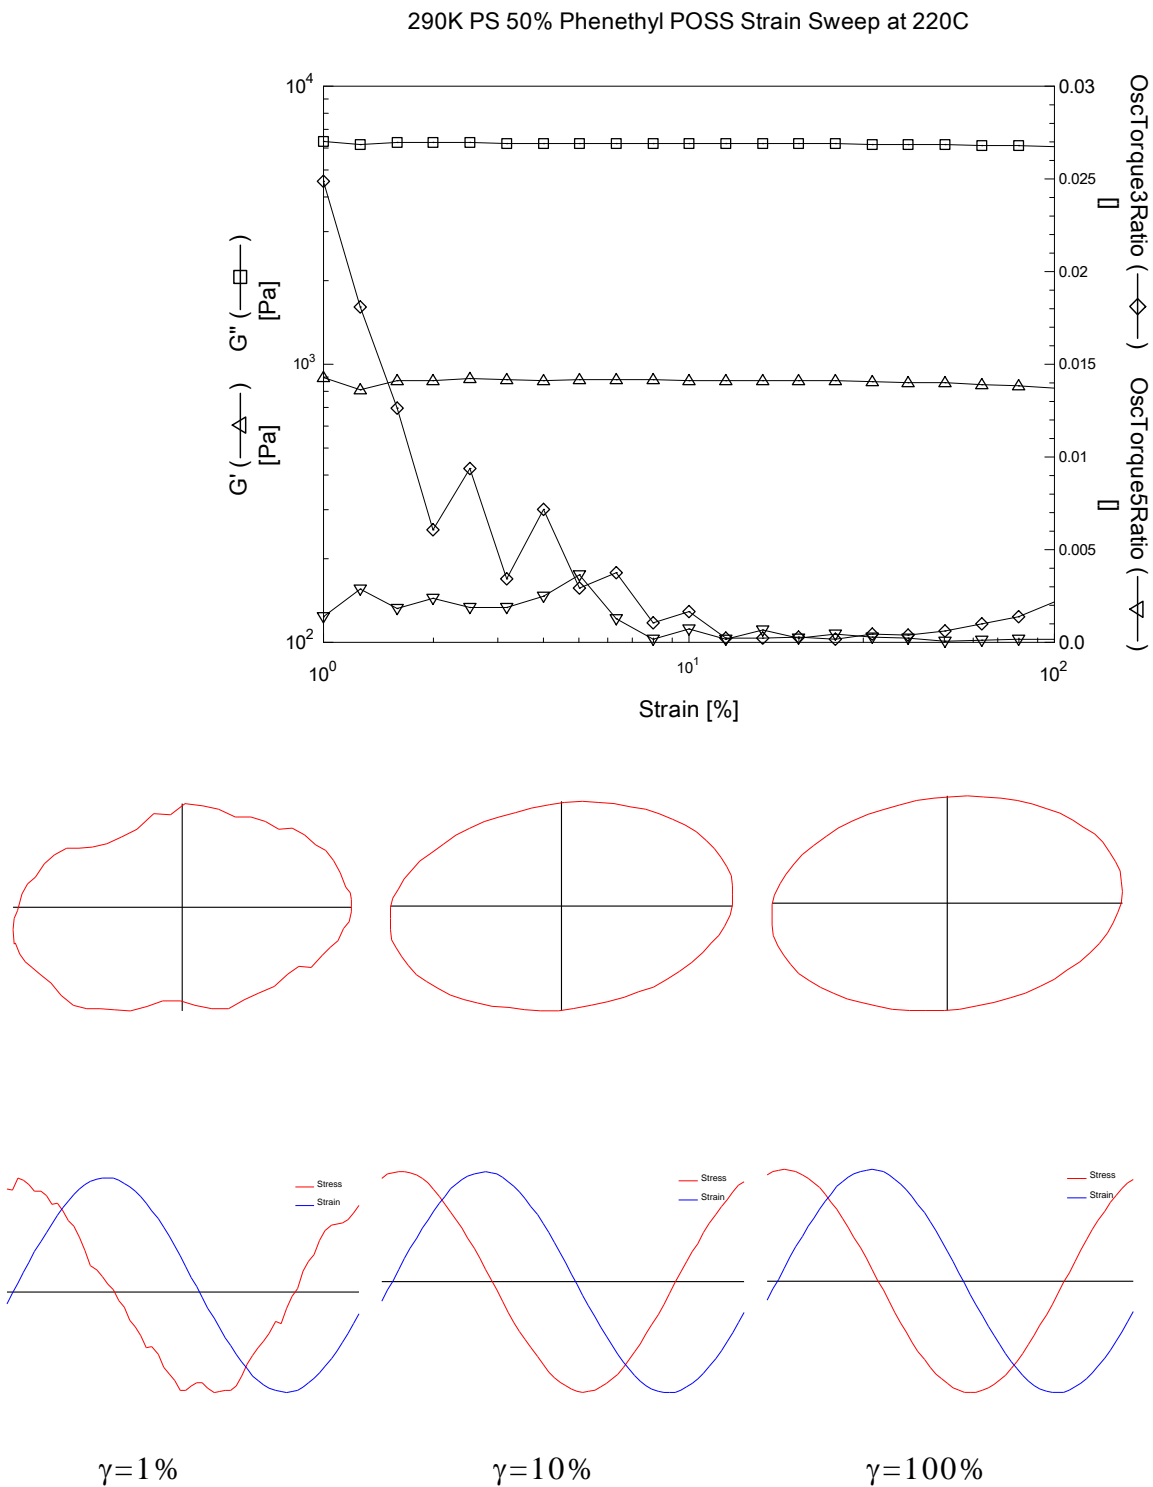 290K PS 50% Phenethyl POSS Strain Sweep at 220C
10^4
10^3
10^2
G" (
)
[Pa]
G' (
)
[Pa]
0.03
0.025
0.02
0.015
0.01
0.005
0.0
OscTorque3Ratio (
)
[]
OscTorque5Ratio (
)
[]
10^0
10^1
10^2
Strain [%]
Stress
Strain
Stress
Strain
Stress
Strain
γ=1%
γ=10%
γ=100%